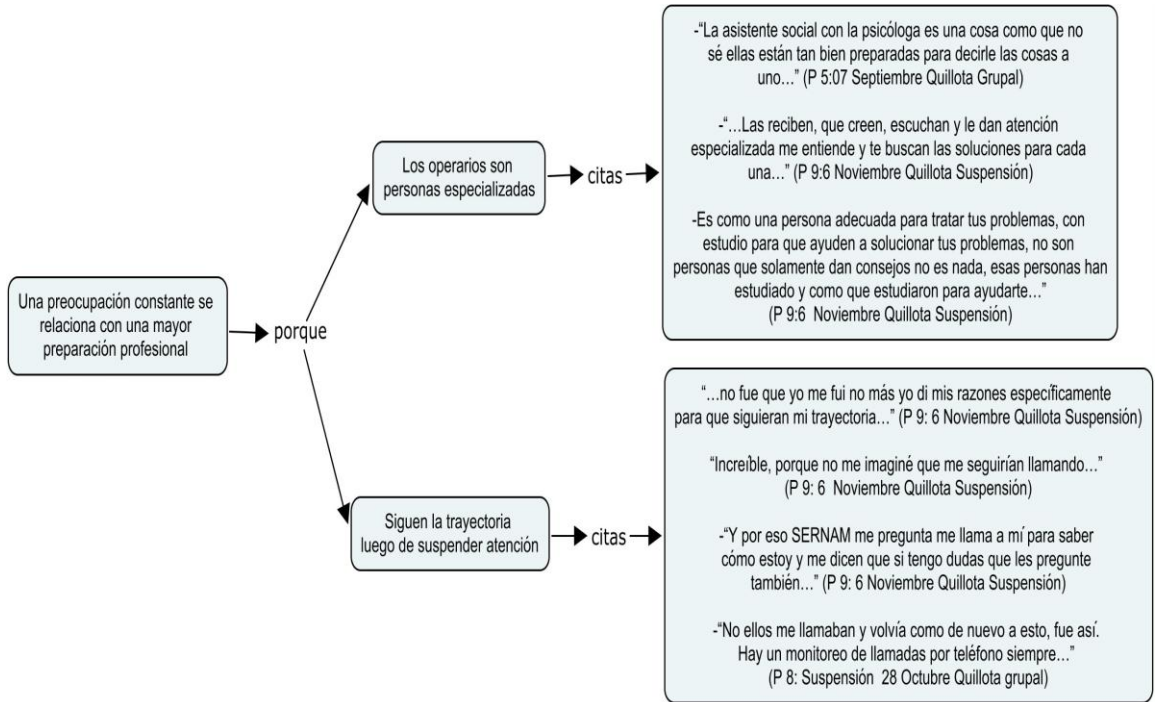 Una preocupación constante se
relaciona con una mayor
preparación profesional
porque
Los operarios son
personas especializadas
citas
-“La asistente social con la psicóloga es una cosa como que no
sé ellas están tan bien preparadas para decirle las cosas a
uno…” (P 5:07 Septiembre Quillota Grupal)
-“…Las reciben, que creen, escuchan y le dan atención
especializada me entiende y te buscan las soluciones para cada
una…” (P 9:6 Noviembre Quillota Suspensión)
-Es como una persona adecuada para tratar tus problemas, con
estudio para que ayuden a solucionar tus problemas, no son
personas que solamente dan consejos no es nada, esas personas han
estudiado y como que estudiaron para ayudarte…”
(P 9:6 Noviembre Quillota Suspensión)
Siguen la trayectoria
luego de suspender atención
citas
“…no fue que yo me fui no más yo di mis razones específicamente
para que siguieran mi trayectoria…” (P 9: 6 Noviembre Quillota Suspensión)
“Increíble, porque no me imaginé que me seguirían llamando…”
(P 9: 6 Noviembre Quillota Suspensión)
-“Y por eso SERNAM me pregunta me llama a mí para saber
cómo estoy y me dicen que si tengo dudas que les pregunte
también…” (P 9: 6 Noviembre Quillota Suspensión)
-“No ellos me llamaban y volvía como de nuevo a esto, fue así.
Hay un monitoreo de llamadas por teléfono siempre…”
(P 8: Suspensión 28 Octubre Quillota grupal)